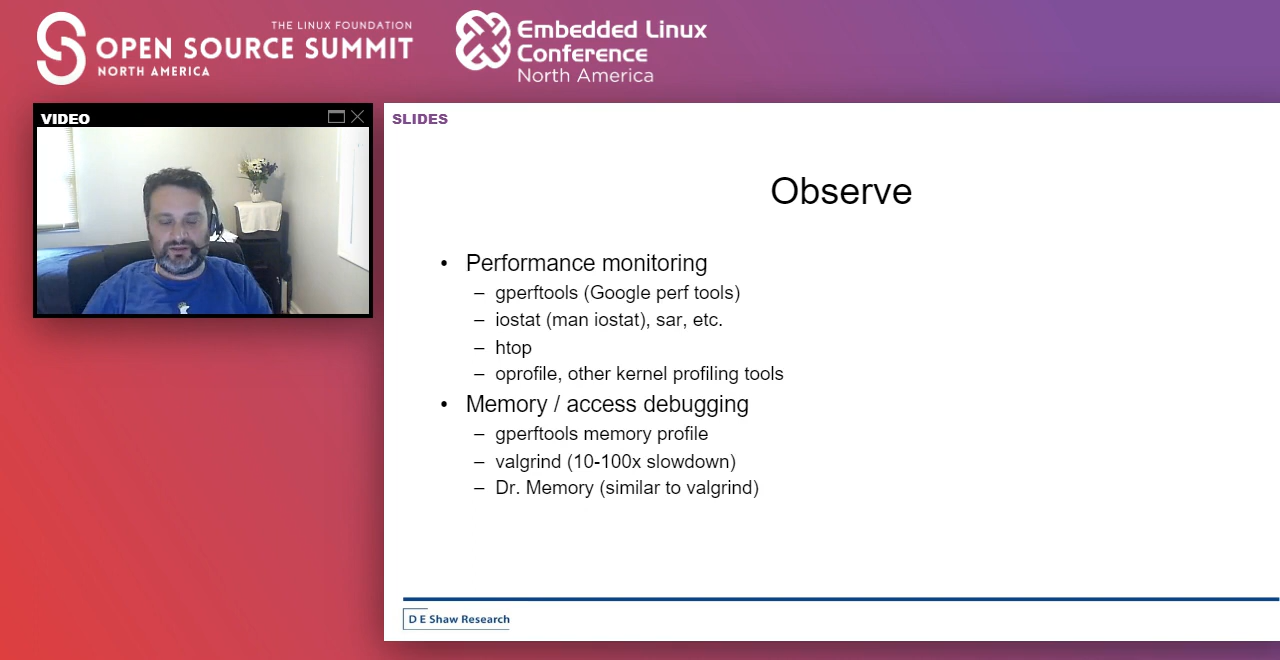 THE LINUX FOUNDATION
OPEN SOURCE SUMMIT
NORTH AMERICA
Embedded Linux
Conference
North America
VIDEO
SLIDES
Observe
• Performance monitoring
– gperftools (Google perf tools)
– iostat (man iostat), sar, etc.
– htop
– oprofile, other kernel profiling tools
• Memory / access debugging
– gperftools memory profile
– valgrind (10-100x slowdown)
– Dr. Memory (similar to valgrind)
D E Shaw Research